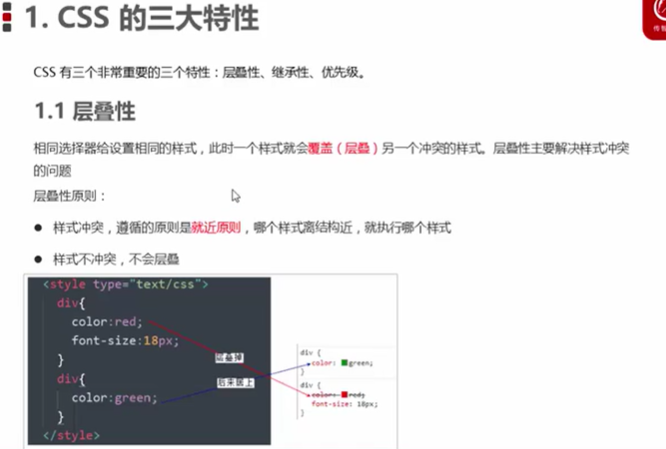 1. CSS 的三大特性
CSS 有三个非常重要的三个特性：层叠性、继承性、优先级。
1.1 层叠性
相同选择器给设置相同的样式，此时一个样式就会覆盖（层叠）另一个冲突的样式。层叠性主要解决样式冲突
的问题
层叠性原则：
● 样式冲突，遵循的原则是就近原则，哪个样式离结构近，就执行哪个样式
● 样式不冲突，不会层叠
<style type="text/css">
div{
color:red;
font-size:18px;
}
div{
color:green;
}
</style>
div {
color: green;
}
div {
color: red;
font-size: 18px;
}